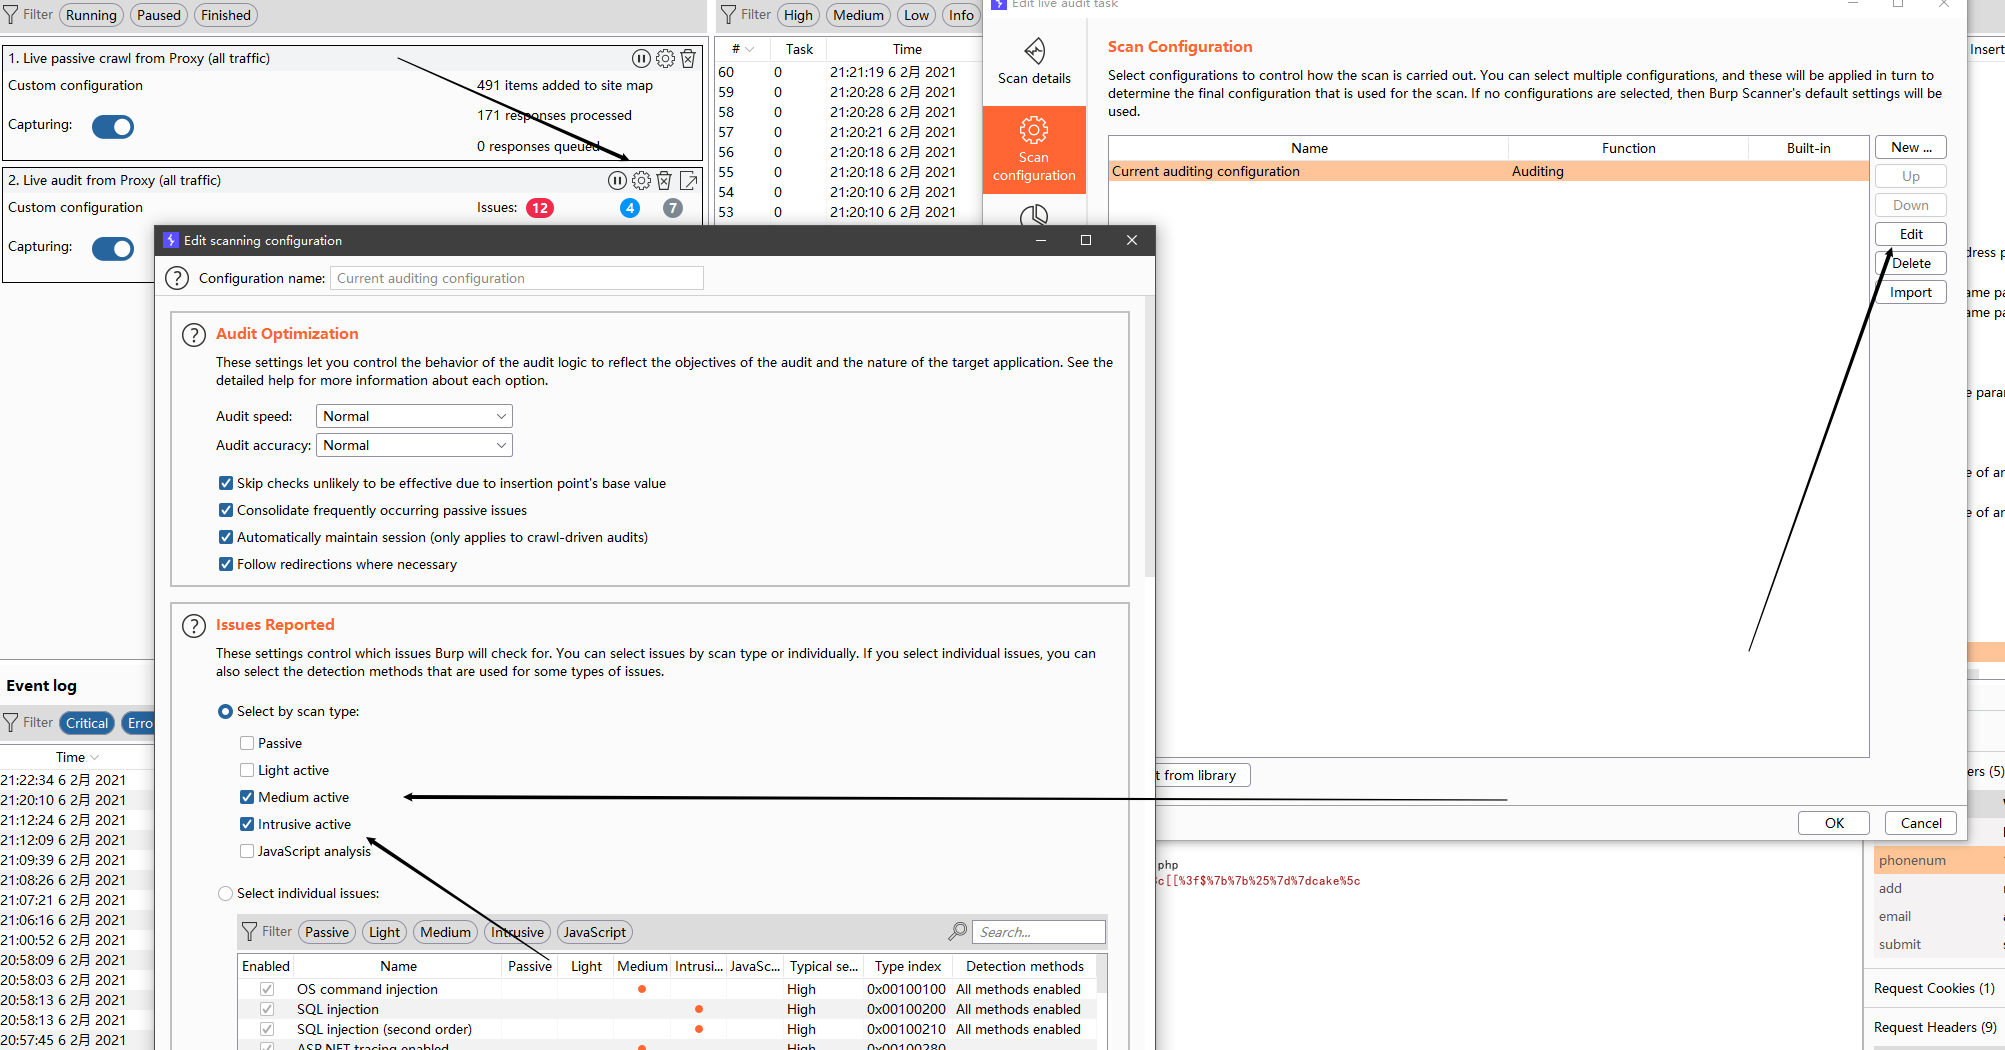 Filter Running Paused Finished
1. Live passive crawl from Proxy (all traffic)
Custom configuration
491 items added to site map
Capturing:
171 responses processed
0 responses queued
2. Live audit from Proxy (all traffic)
Custom configuration
Issues: 12 4 7
Capturing:
Filter High Medium Low Info
# Task Time
60 0 21:21:19 6 2月 2021
59 0 21:20:28 6 2月 2021
58 0 21:20:28 6 2月 2021
57 0 21:20:21 6 2月 2021
56 0 21:20:18 6 2月 2021
55 0 21:20:18 6 2月 2021
54 0 21:20:10 6 2月 2021
53 0 21:20:10 6 2月 2021
Edit live audit task
Scan details
Scan
configuration
Scan Configuration
Select configurations to control how the scan is carried out. You can select multiple configurations, and these will be applied in turn to
determine the final configuration that is used for the scan. If no configurations are selected, then Burp Scanner's default settings will be
used.
Name Function Built-in
Current auditing configuration Auditing
New ...
Up
Down
Edit
Delete
Import
t from library
OK Cancel
Edit scanning configuration
Configuration name: Current auditing configuration
Audit Optimization
These settings let you control the behavior of the audit logic to reflect the objectives of the audit and the nature of the target application. See the
detailed help for more information about each option.
Audit speed: Normal
Audit accuracy: Normal
Skip checks unlikely to be effective due to insertion point's base value
Consolidate frequently occurring passive issues
Automatically maintain session (only applies to crawl-driven audits)
Follow redirections where necessary
Issues Reported
These settings control which issues Burp will check for. You can select issues by scan type or individually. If you select individual issues, you can
also select the detection methods that are used for some types of issues.
Select by scan type:
Passive
Light active
Medium active
Intrusive active
JavaScript analysis
Select individual issues:
Filter Passive Light Medium Intrusive JavaScript Search...
Enabled Name Passive Light Medium Intrusi... JavaSc... Typical se... Type index Detection methods
OS command injection High 0x00100100 All methods enabled
SQL injection High 0x00100200 All methods enabled
SQL injection (second order) High 0x00100210 All methods enabled
ASP.NET tracing enabled High 0x00100280
Event log
Filter Critical Erro
Time
21:22:34 6 2月 2021
21:20:10 6 2月 2021
21:12:24 6 2月 2021
21:12:09 6 2月 2021
21:09:39 6 2月 2021
21:08:26 6 2月 2021
21:07:21 6 2月 2021
21:06:16 6 2月 2021
21:00:52 6 2月 2021
20:58:09 6 2月 2021
20:58:03 6 2月 2021
20:58:13 6 2月 2021
20:58:13 6 2月 2021
20:57:45 6 2月 2021
php
c[[%3f$%7b%7b%25%7d%7dcake%5c
Insert
dress p
ame pa
ame pa
e parar
e of ar
e of ar
ers (5)
phonenum
add
email
submit
Request Cookies (1)
Request Headers (9)